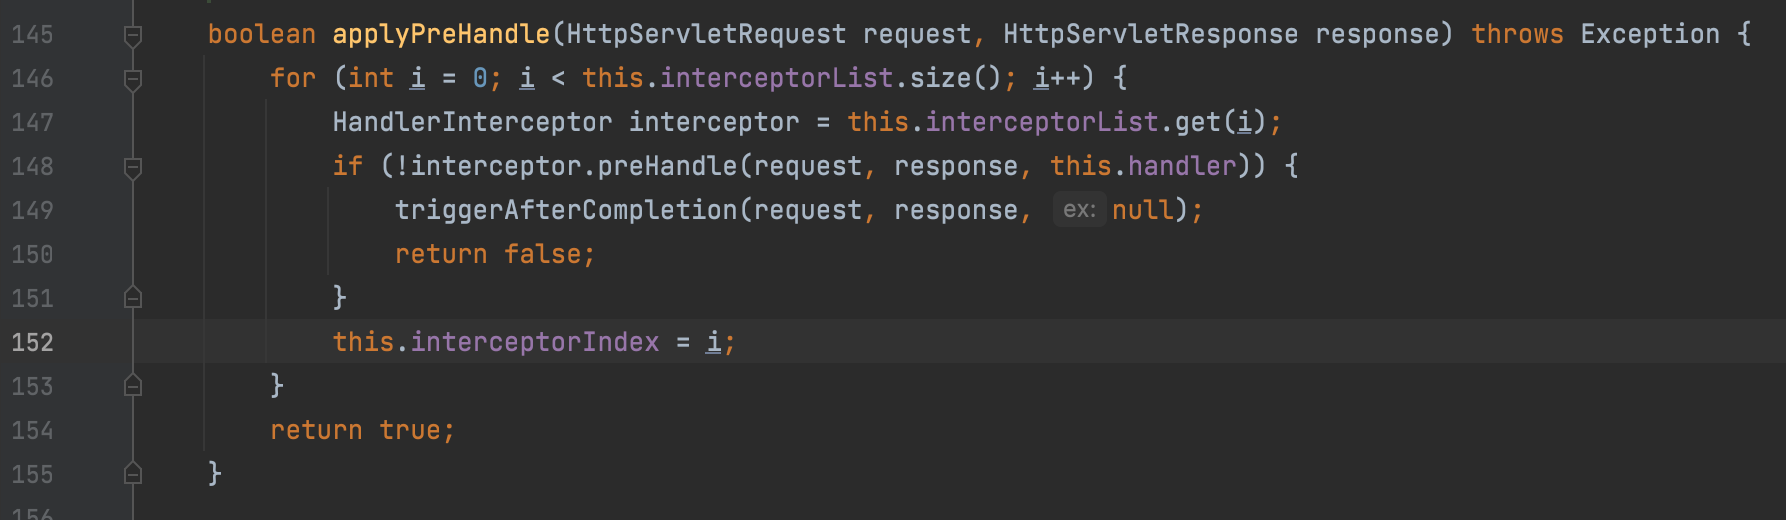 145 boolean applyPreHandle(HttpServletRequest request, HttpServletResponse response) throws Exception {
146 for (int i = 0; i < this.interceptorList.size(); i++) {
147 HandlerInterceptor interceptor = this.interceptorList.get(i);
148 if (!interceptor.preHandle(request, response, this.handler)) {
149 triggerAfterCompletion(request, response, ex: null);
150 return false;
151 }
152 this.interceptorIndex = i;
153 }
154 return true;
155 }
156